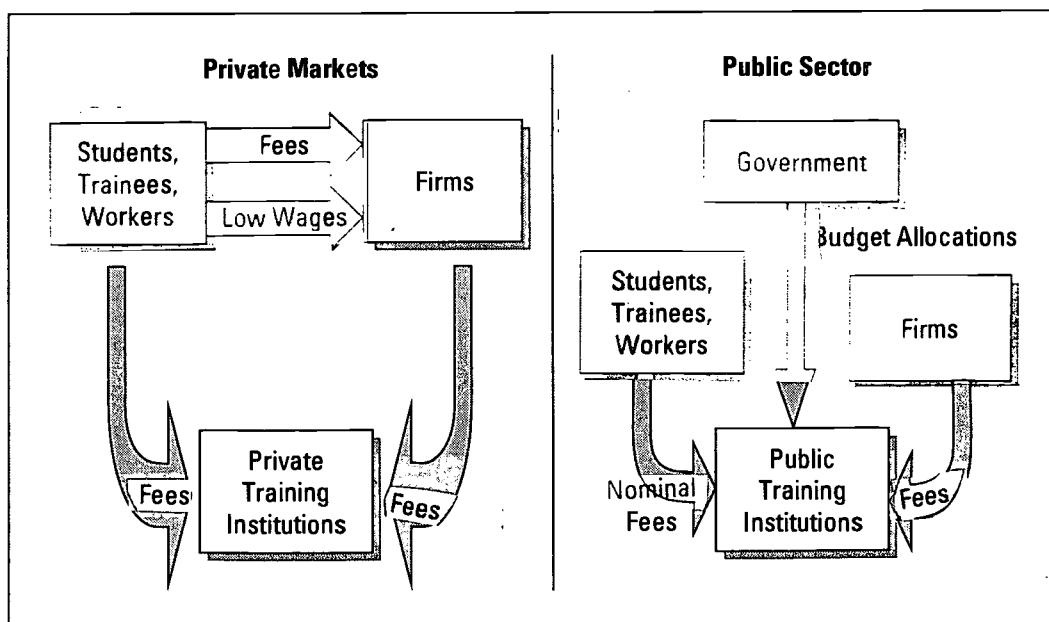 Private Markets
Students,
Trainees,
Workers
Fees
Low Wages
Firms
Fees
Private
Training
Institutions
Fees
Public Sector
Government
Budget Allocations
Students,
Trainees,
Workers
Firms
Nominal
Fees
Public
Training
Institutions
Fees